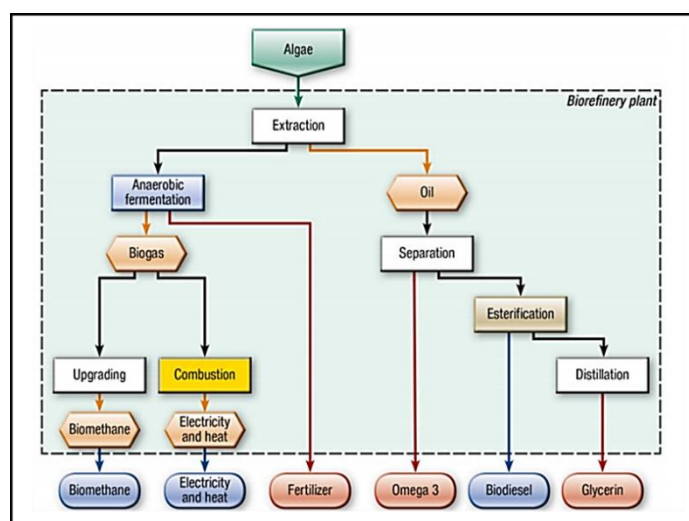 Algae
Biorefinery plant
Extraction
Anaerobic
fermentation
Oil
Biogas
Separation
Esterification
Upgrading
Combustion
Distillation
Biomethane
Electricity
and heat
Biomethane
Electricity
and heat
Fertilizer
Omega 3
Biodiesel
Glycerin